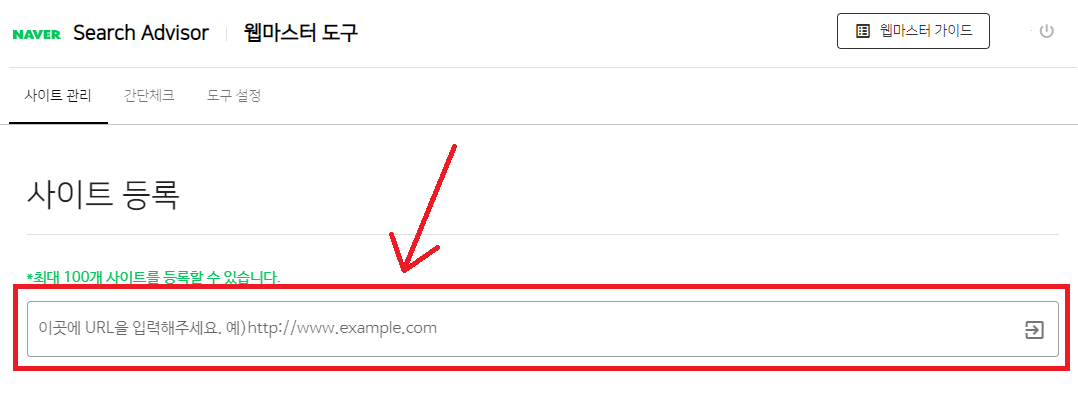 NAVER Search Advisor 웹마스터 도구 웹마스터 가이드
사이트 관리 간단체크 도구 설정
사이트 등록
*최대 100개 사이트를 등록할 수 있습니다.
이곳에 URL을 입력해주세요. 예)http://www.example.com